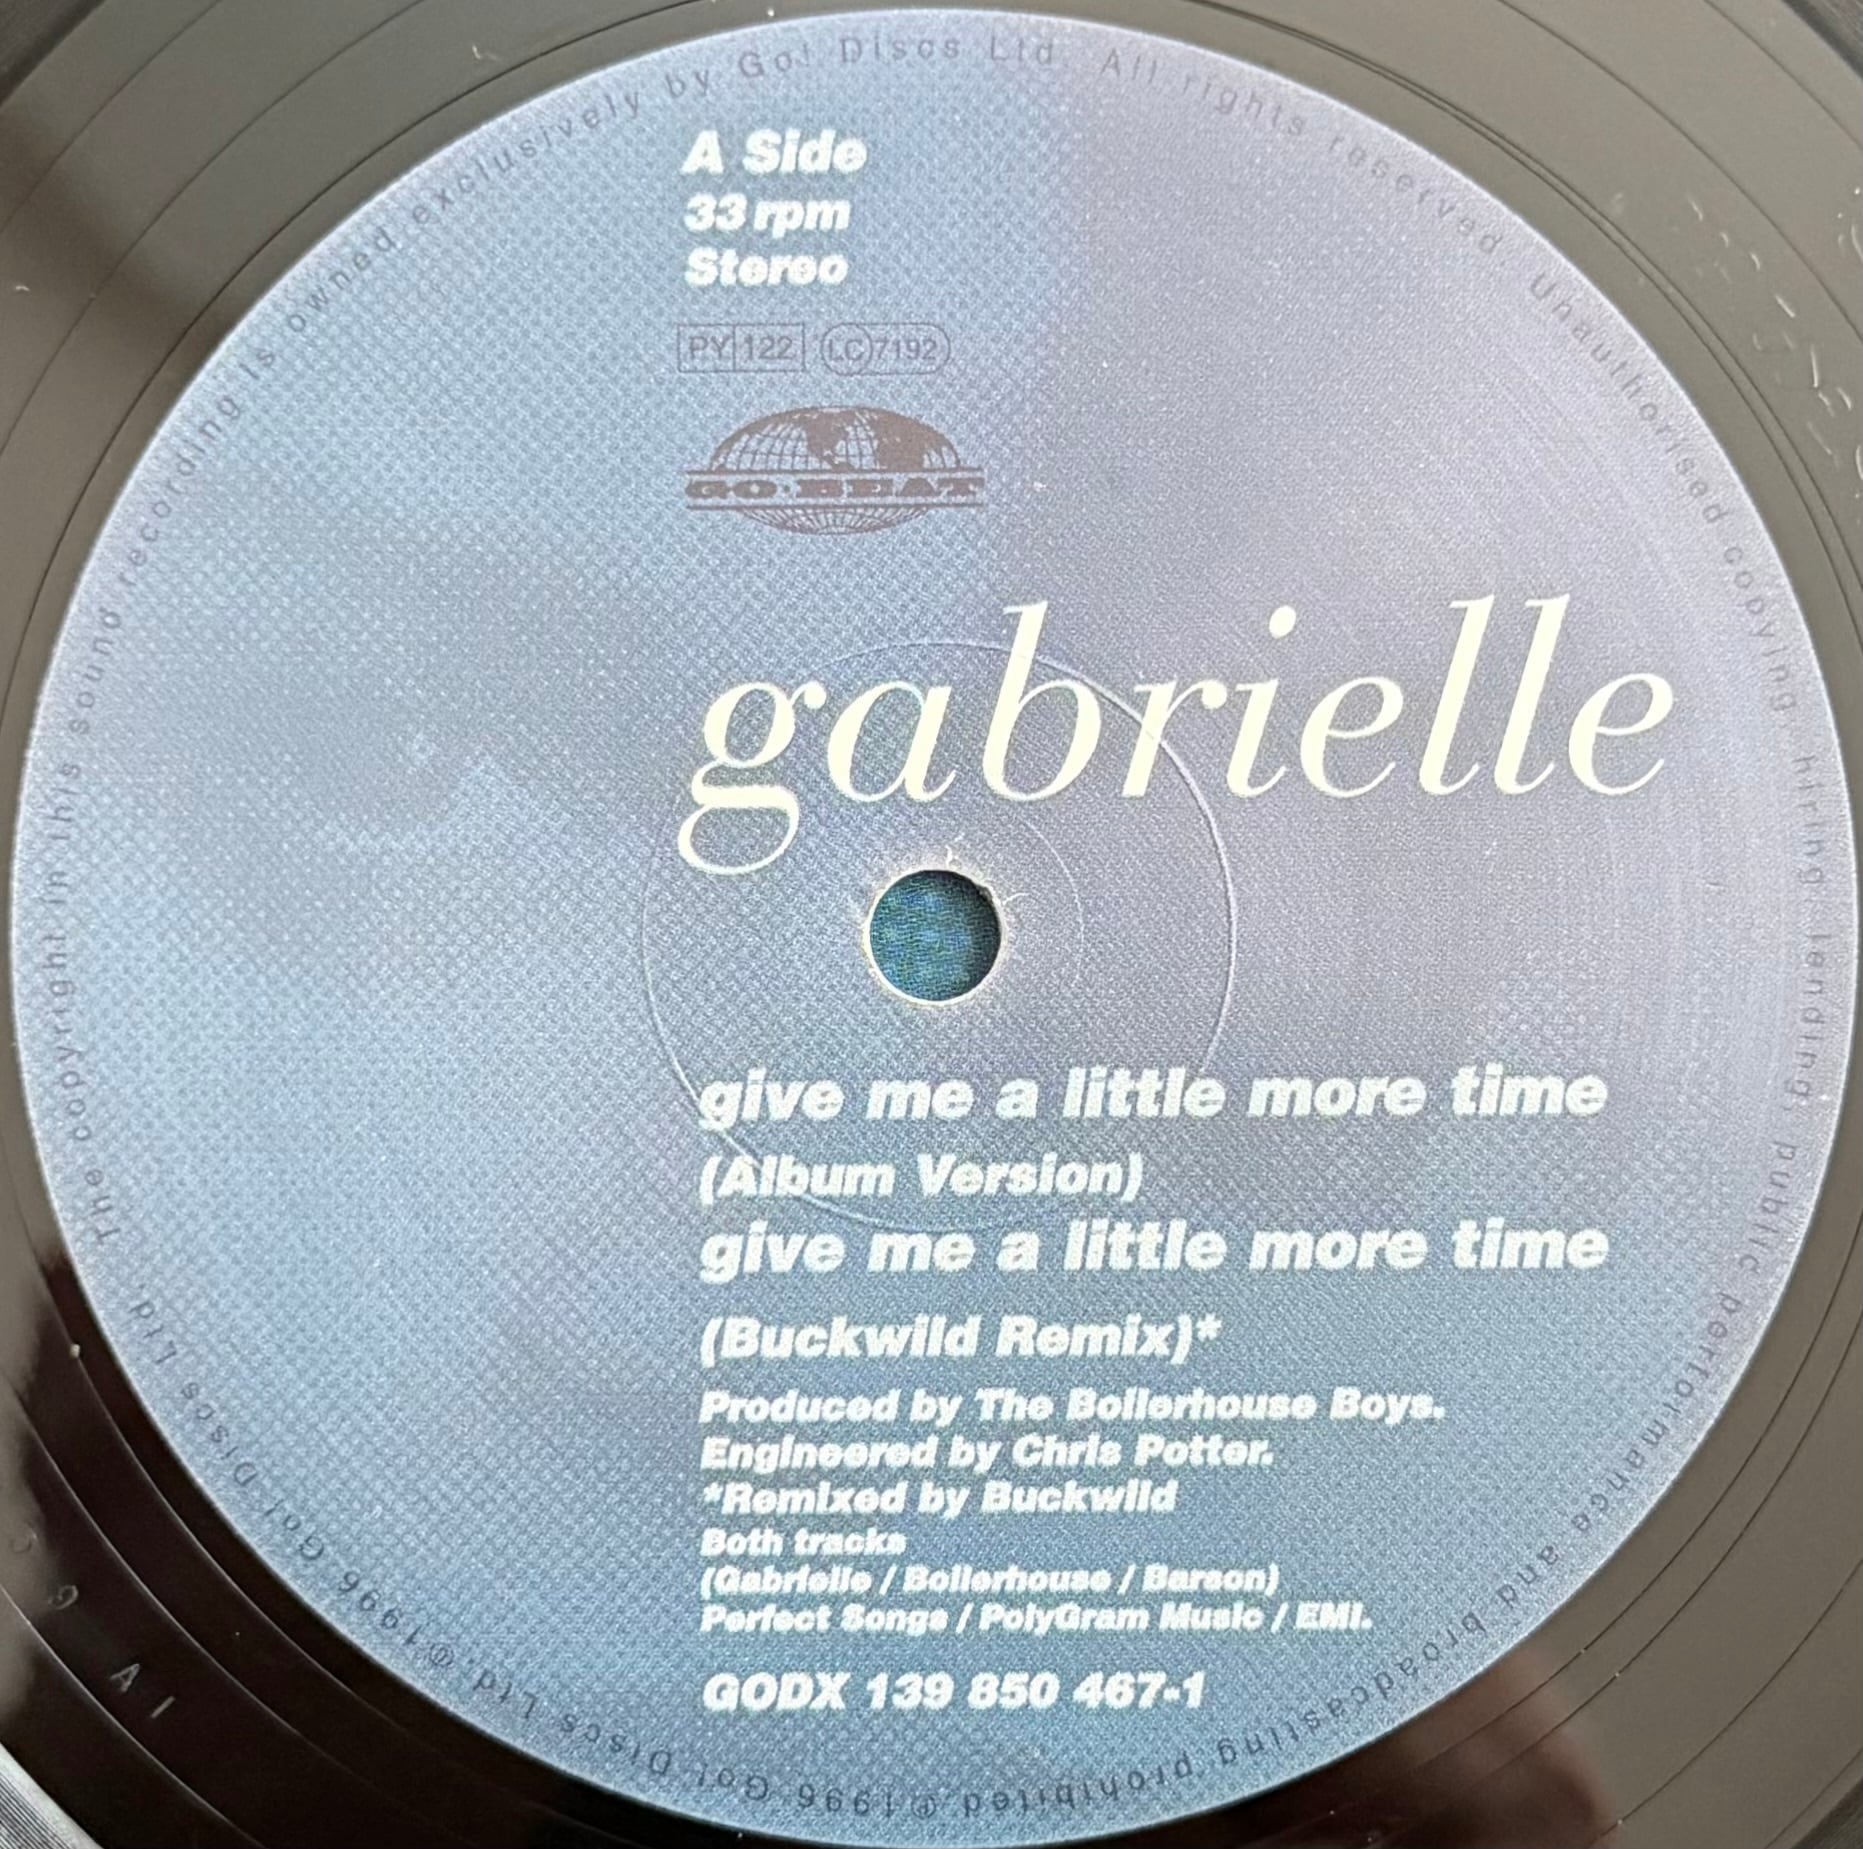 A Side
33 rpm
Stereo
PY 122 LC 7192
GO·BEAT
gabrielle
give me a little more time
(Album Version)
give me a little more time
(Buckwild Remix)*
Produced by The Boilerhouse Boys.
Engineered by Chris Potter.
*Remixed by Buckwild
Both tracks
(Gabrielle / Boilerhouse / Barson)
Perfect Songs / PolyGram Music / EMI.
GODX 139 850 467-1
The copyright in this sound recording is owned exclusively by Go! Discs Ltd. All rights reserved. Unauthorised copying, hiring, lending, public performance and broadcasting prohibited ℗1996 Go! Discs Ltd. ©1996 Go! Discs Ltd.